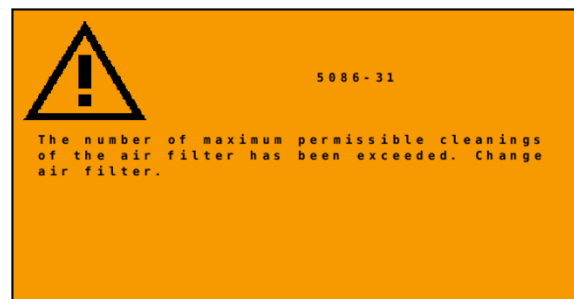 5086-31
The number of maximum permissible cleanings
of the air filter has been exceeded. Change
air filter.